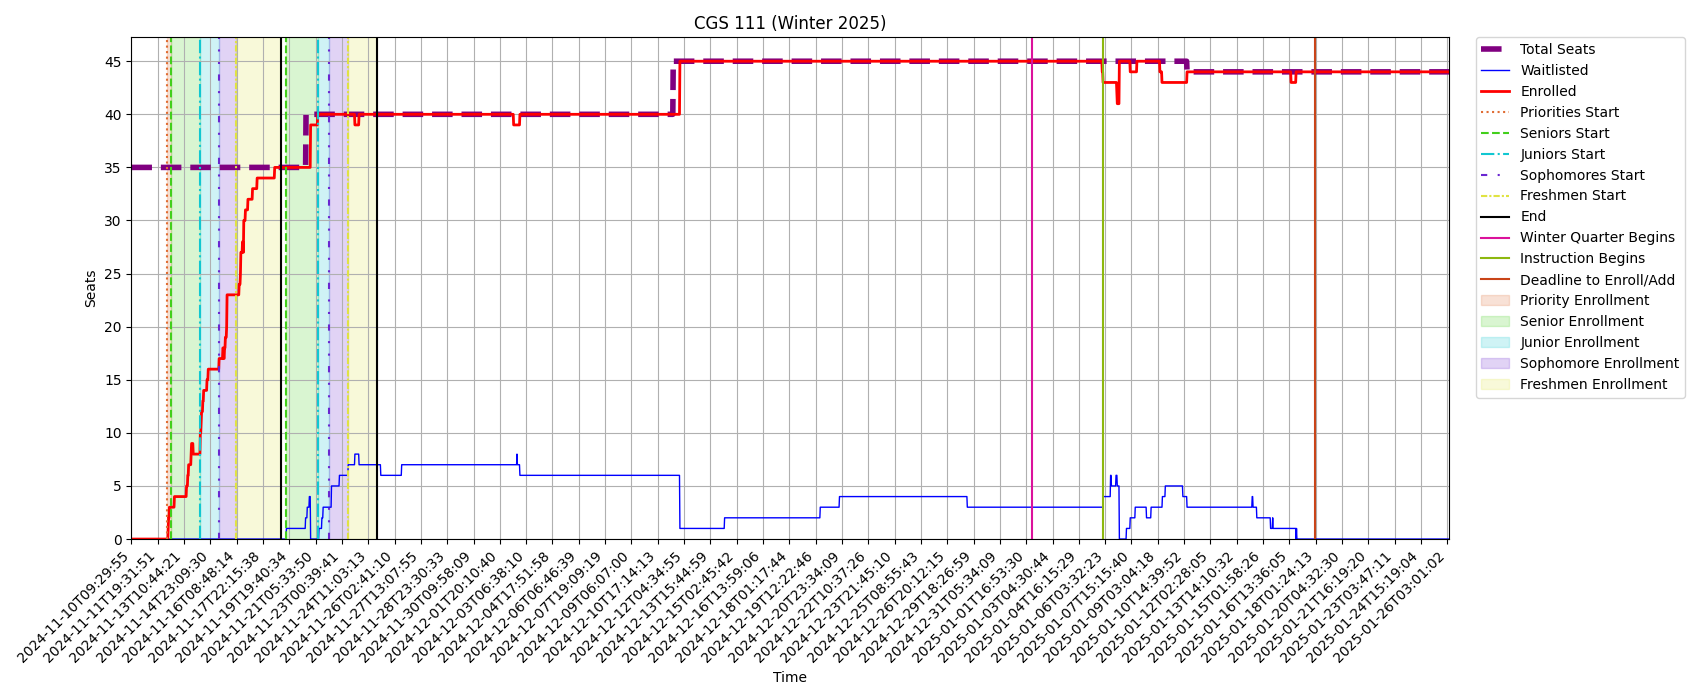 CGS 111 (Winter 2025)
Seats
45
40
35
30
25
20
15
10
5
0
2024-11-10T09:29:55
2024-11-11T19:31:51
2024-11-13T10:44:21
2024-11-14T23:09:30
2024-11-16T08:48:14
2024-11-17T22:15:38
2024-11-19T19:40:34
2024-11-21T05:33:50
2024-11-23T00:39:41
2024-11-24T11:03:13
2024-11-26T02:41:10
2024-11-27T13:07:55
2024-11-28T23:30:33
2024-11-30T09:58:09
2024-12-01T20:10:40
2024-12-03T06:38:10
2024-12-04T17:51:58
2024-12-06T06:46:39
2024-12-07T19:09:19
2024-12-09T06:07:00
2024-12-10T17:14:13
2024-12-12T04:34:55
2024-12-13T15:44:59
2024-12-15T02:45:42
2024-12-16T13:59:06
2024-12-18T01:17:44
2024-12-19T12:22:46
2024-12-20T23:34:09
2024-12-22T10:37:26
2024-12-23T21:45:10
2024-12-25T08:55:43
2024-12-26T20:12:15
2024-12-29T18:26:59
2024-12-31T05:34:09
2025-01-01T16:53:30
2025-01-03T04:30:44
2025-01-04T16:15:29
2025-01-06T03:32:23
2025-01-07T15:15:40
2025-01-09T03:04:18
2025-01-10T14:39:52
2025-01-12T02:28:05
2025-01-13T14:10:32
2025-01-15T01:58:26
2025-01-16T13:36:05
2025-01-18T01:24:13
2025-01-20T04:32:30
2025-01-21T16:19:20
2025-01-23T03:47:11
2025-01-24T15:19:04
2025-01-26T03:01:02
Time
Total Seats
Waitlisted
Enrolled
Priorities Start
Seniors Start
Juniors Start
Sophomores Start
Freshmen Start
End
Winter Quarter Begins
Instruction Begins
Deadline to Enroll/Add
Priority Enrollment
Senior Enrollment
Junior Enrollment
Sophomore Enrollment
Freshmen Enrollment